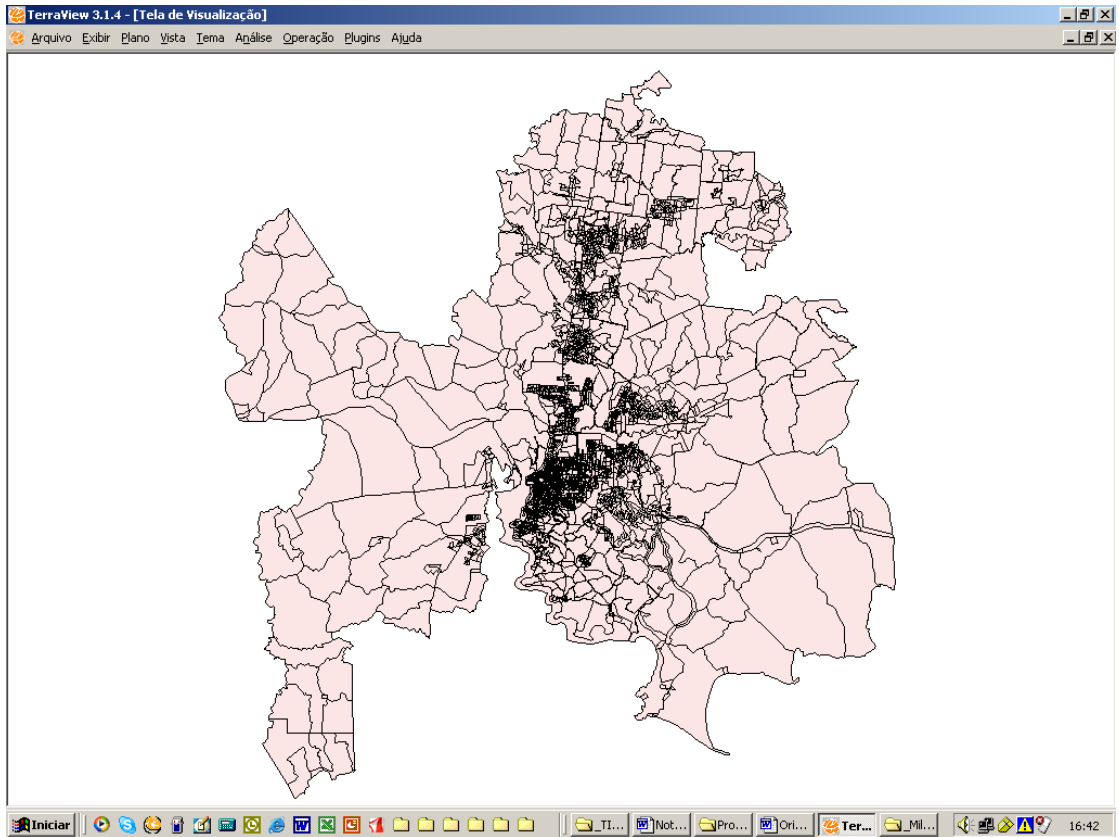 TerraView 3.1.4 - [Tela de Visualização]
Arquivo Exibir Plano Vista Tema Análise Operação Plugins Ajuda
Iniciar _TI... Not... Pro... Ori... Ter... _Mil... 16:42